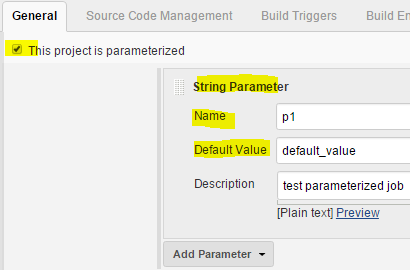 General Source Code Management Build Triggers Build En
This project is parameterized
String Parameter
Name p1
Default Value default_value
Description test parameterized job
[Plain text] Preview
Add Parameter